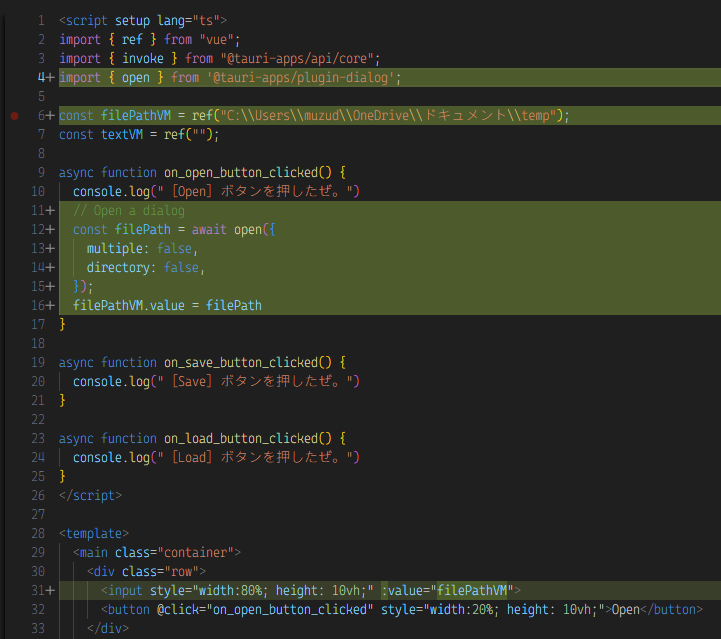 1 <script setup lang="ts">
2 import { ref } from "vue";
3 import { invoke } from "@tauri-apps/api/core";
4+ import { open } from '@tauri-apps/plugin-dialog';
5
6+ const filePathVM = ref("C:\\Users\\muzud\\OneDrive\\ドキュメント\\temp");
7 const textVM = ref("");
8
9 async function on_open_button_clicked() {
10 console.log("［Open］ボタンを押したぜ。")
11+ // Open a dialog
12+ const filePath = await open({
13+ multiple: false,
14+ directory: false,
15+ });
16+ filePathVM.value = filePath
17 }
18
19 async function on_save_button_clicked() {
20 console.log("［Save］ボタンを押したぜ。")
21 }
22
23 async function on_load_button_clicked() {
24 console.log("［Load］ボタンを押したぜ。")
25 }
26 </script>
27
28 <template>
29 <main class="container">
30 <div class="row">
31+ <input style="width:80%; height: 10vh;" :value="filePathVM">
32 <button @click="on_open_button_clicked" style="width:20%; height: 10vh;">Open</button>
33 </div>